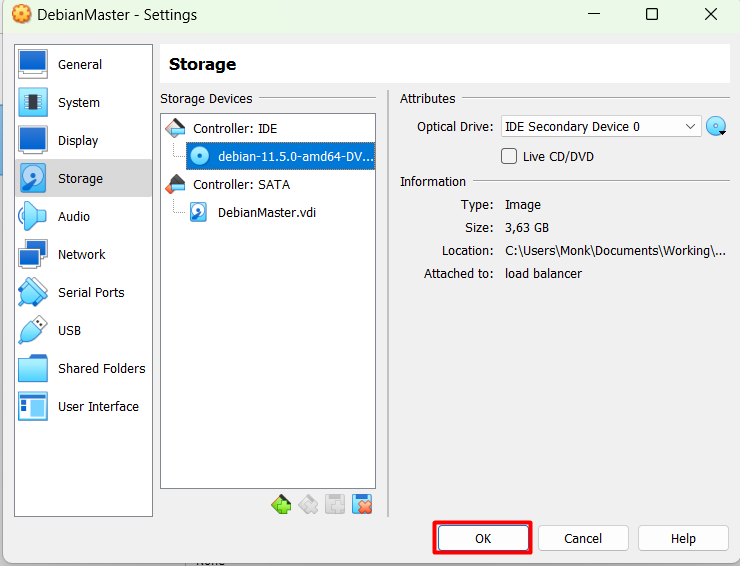 DebianMaster - Settings
General
System
Display
Storage
Audio
Network
Serial Ports
USB
Shared Folders
User Interface
Storage
Storage Devices
Controller: IDE
debian-11.5.0-amd64-DV...
Controller: SATA
DebianMaster.vdi
Attributes
Optical Drive: IDE Secondary Device 0
Live CD/DVD
Information
Type: Image
Size: 3,63 GB
Location: C:\Users\Monk\Documents\Working\...
Attached to: load balancer
OK Cancel Help
None